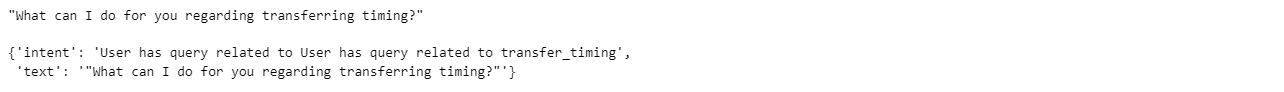 "What can I do for you regarding transferring timing?"
{'intent': 'User has query related to User has query related to transfer_timing',
 'text': '"What can I do for you regarding transferring timing?"'}